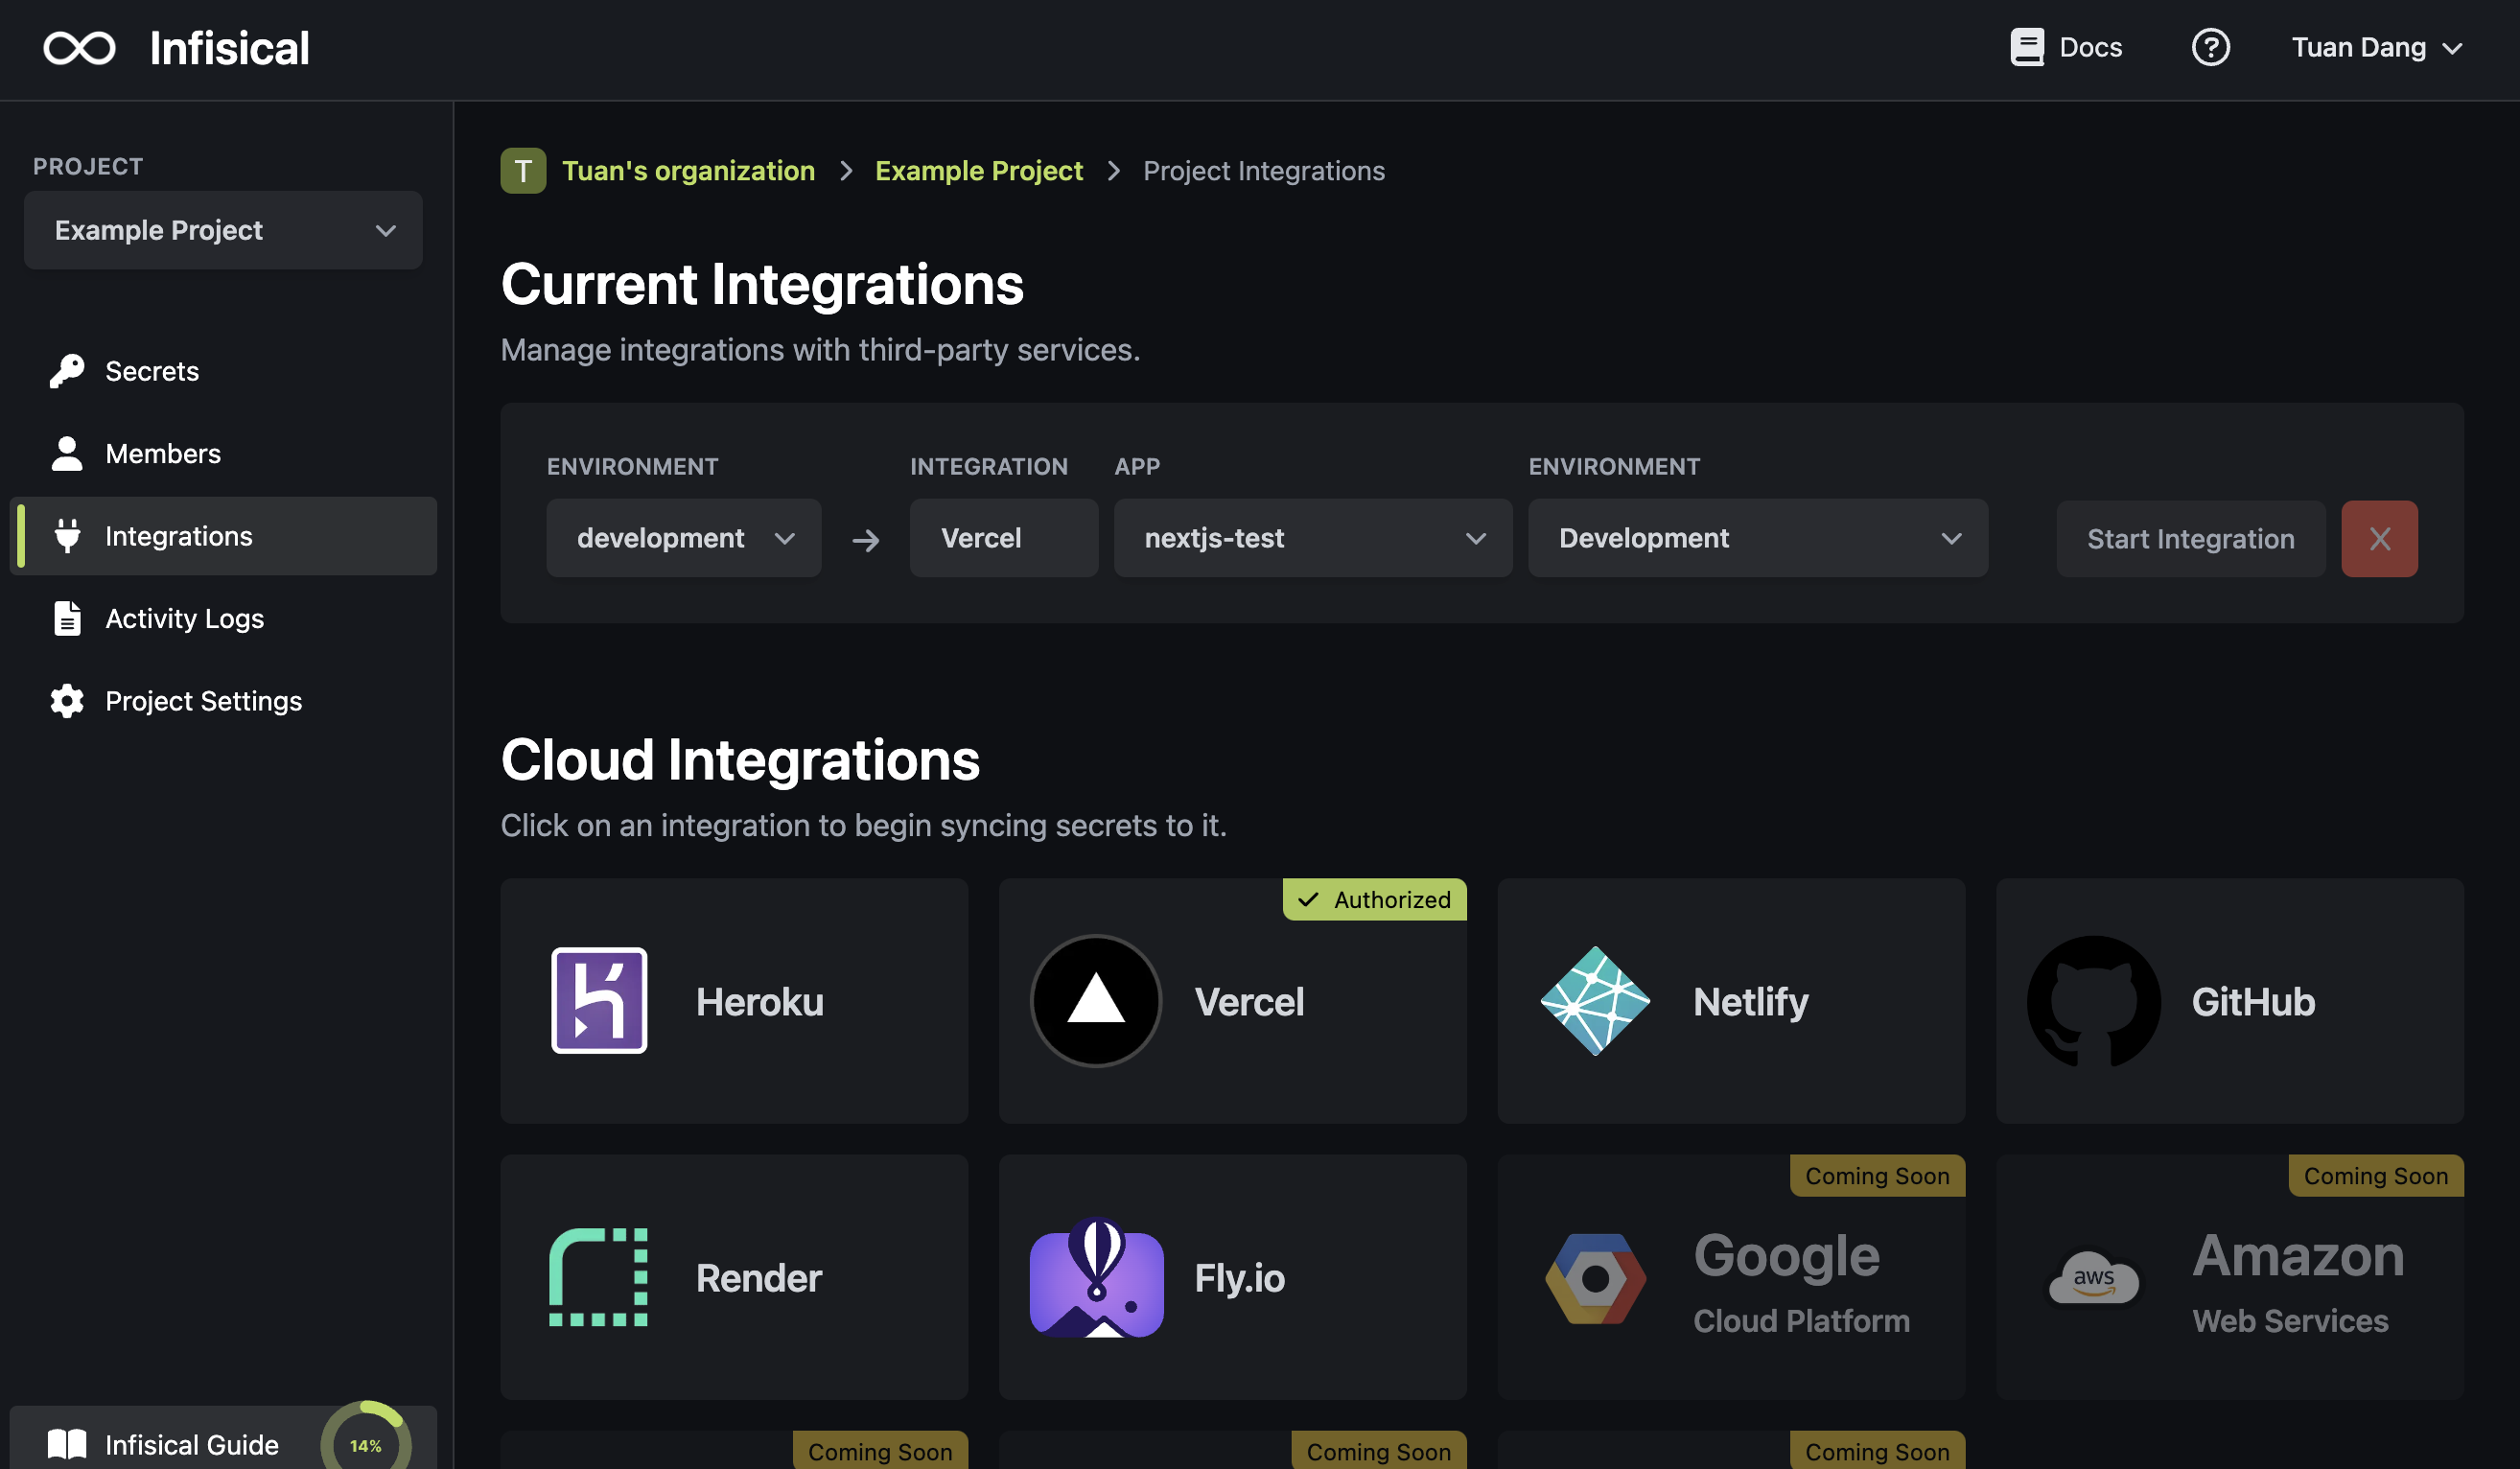 Infisical
Docs
Tuan Dang
PROJECT
Example Project
Secrets
Members
Integrations
Activity Logs
Project Settings
Infisical Guide
14%
T Tuan's organization > Example Project > Project Integrations
Current Integrations
Manage integrations with third-party services.
ENVIRONMENT INTEGRATION APP ENVIRONMENT
development → Vercel nextjs-test Development Start Integration X
Cloud Integrations
Click on an integration to begin syncing secrets to it.
Heroku
Authorized
Vercel
Netlify
GitHub
Render
Fly.io
Coming Soon
Google
Cloud Platform
Coming Soon
aws
Amazon
Web Services
Coming Soon
Coming Soon
Coming Soon